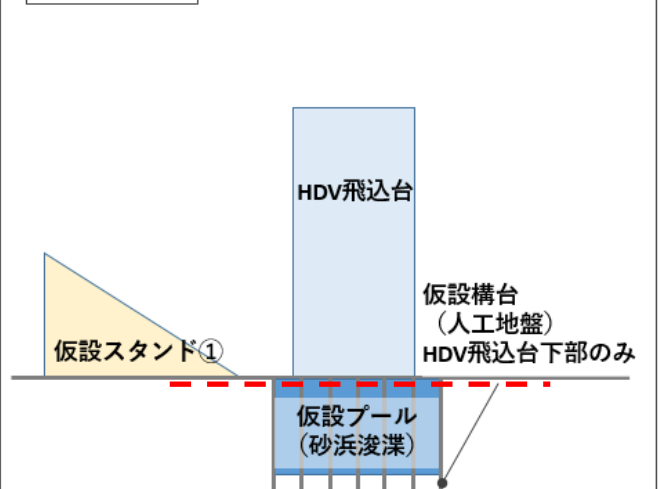 HDV飛込台
仮設スタンド①
仮設構台
（人工地盤）
HDV飛込台下部のみ
仮設プール
（砂浜浚渫）